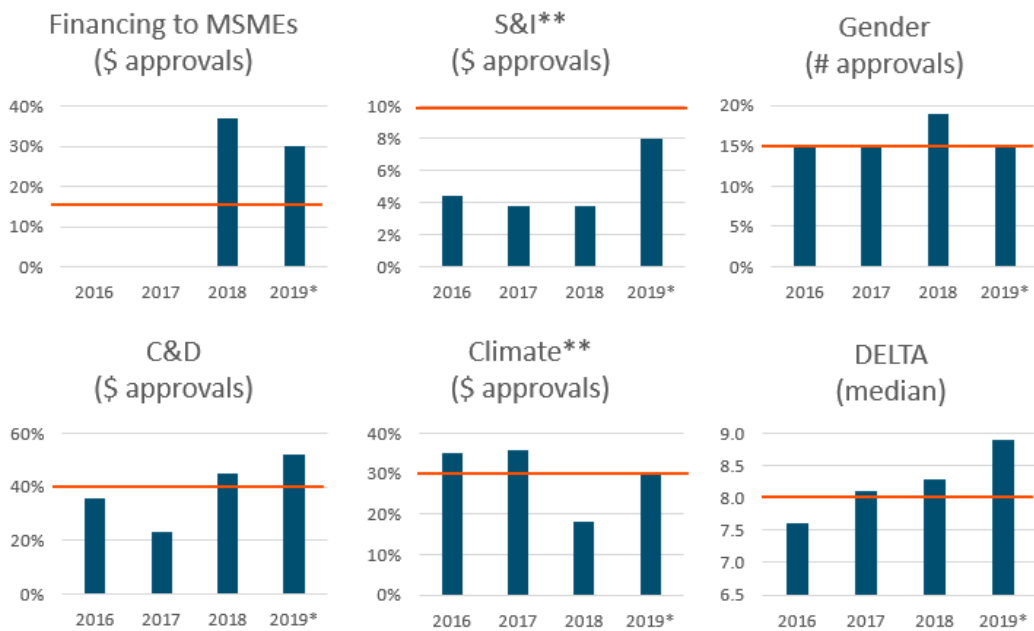 Financing to MSMEs
($ approvals)
40%
30%
20%
10%
0%
2016 2017 2018 2019*
S&I**
($ approvals)
10%
8%
6%
4%
2%
0%
2016 2017 2018 2019*
Gender
(# approvals)
20%
15%
10%
5%
0%
2016 2017 2018 2019*
C&D
($ approvals)
60%
40%
20%
0%
2016 2017 2018 2019*
Climate**
($ approvals)
40%
30%
20%
10%
0%
2016 2017 2018 2019*
DELTA
(median)
9.0
8.5
8.0
7.5
7.0
6.5
2016 2017 2018 2019*